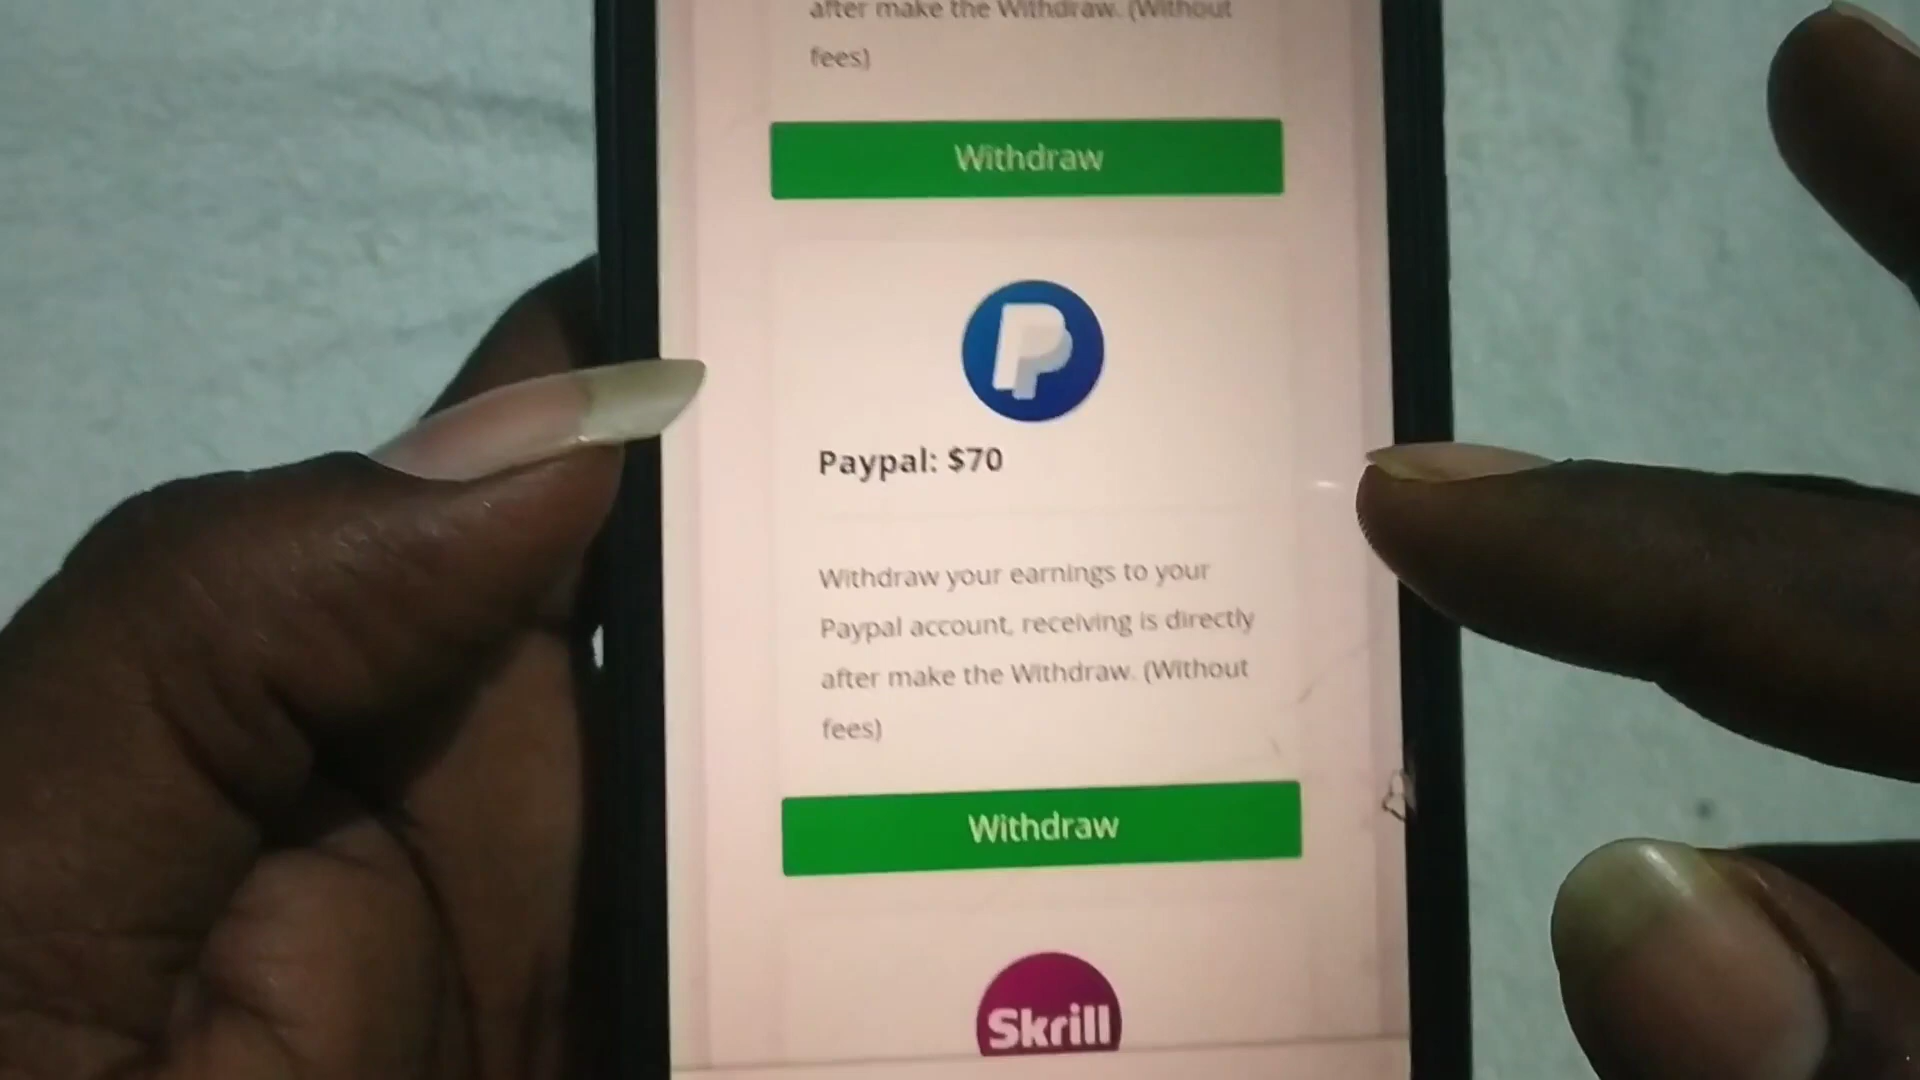 after make the Withdraw. (Without
fees)
Withdraw
P
Paypal: $70
Withdraw your earnings to your
Paypal account, receiving is directly
after make the Withdraw. (Without
fees)
Withdraw
Skrill